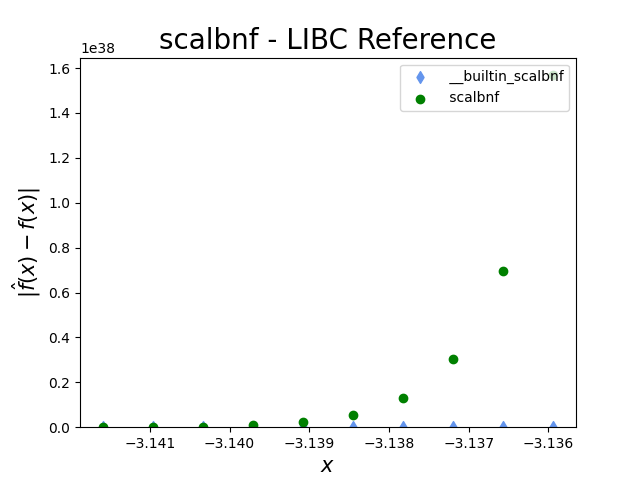 scalbnf - LIBC Reference
1e38
__builtin_scalbnf
scalbnf
1.6
1.4
1.2
1.0
0.8
0.6
0.4
0.2
0.0
|f̂(x) − f(x)|
−3.141
−3.140
−3.139
−3.138
−3.137
−3.136
x